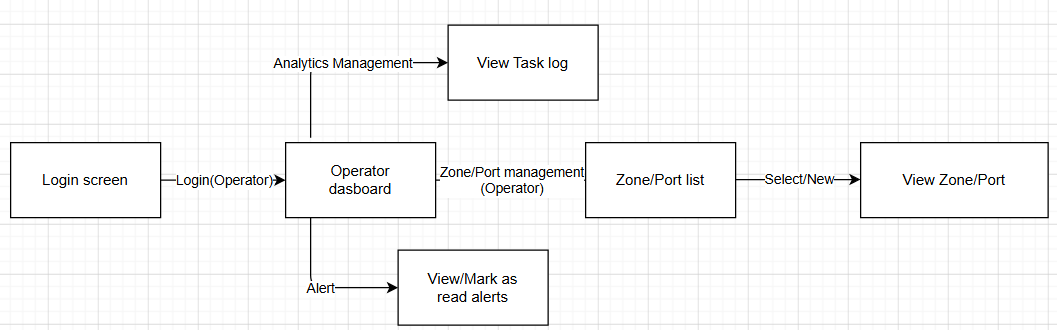 Analytics Management
View Task log
Login screen
Login(Operator)
Operator
dasboard
Zone/Port management
(Operator)
Zone/Port list
Select/New
View Zone/Port
Alert
View/Mark as
read alerts